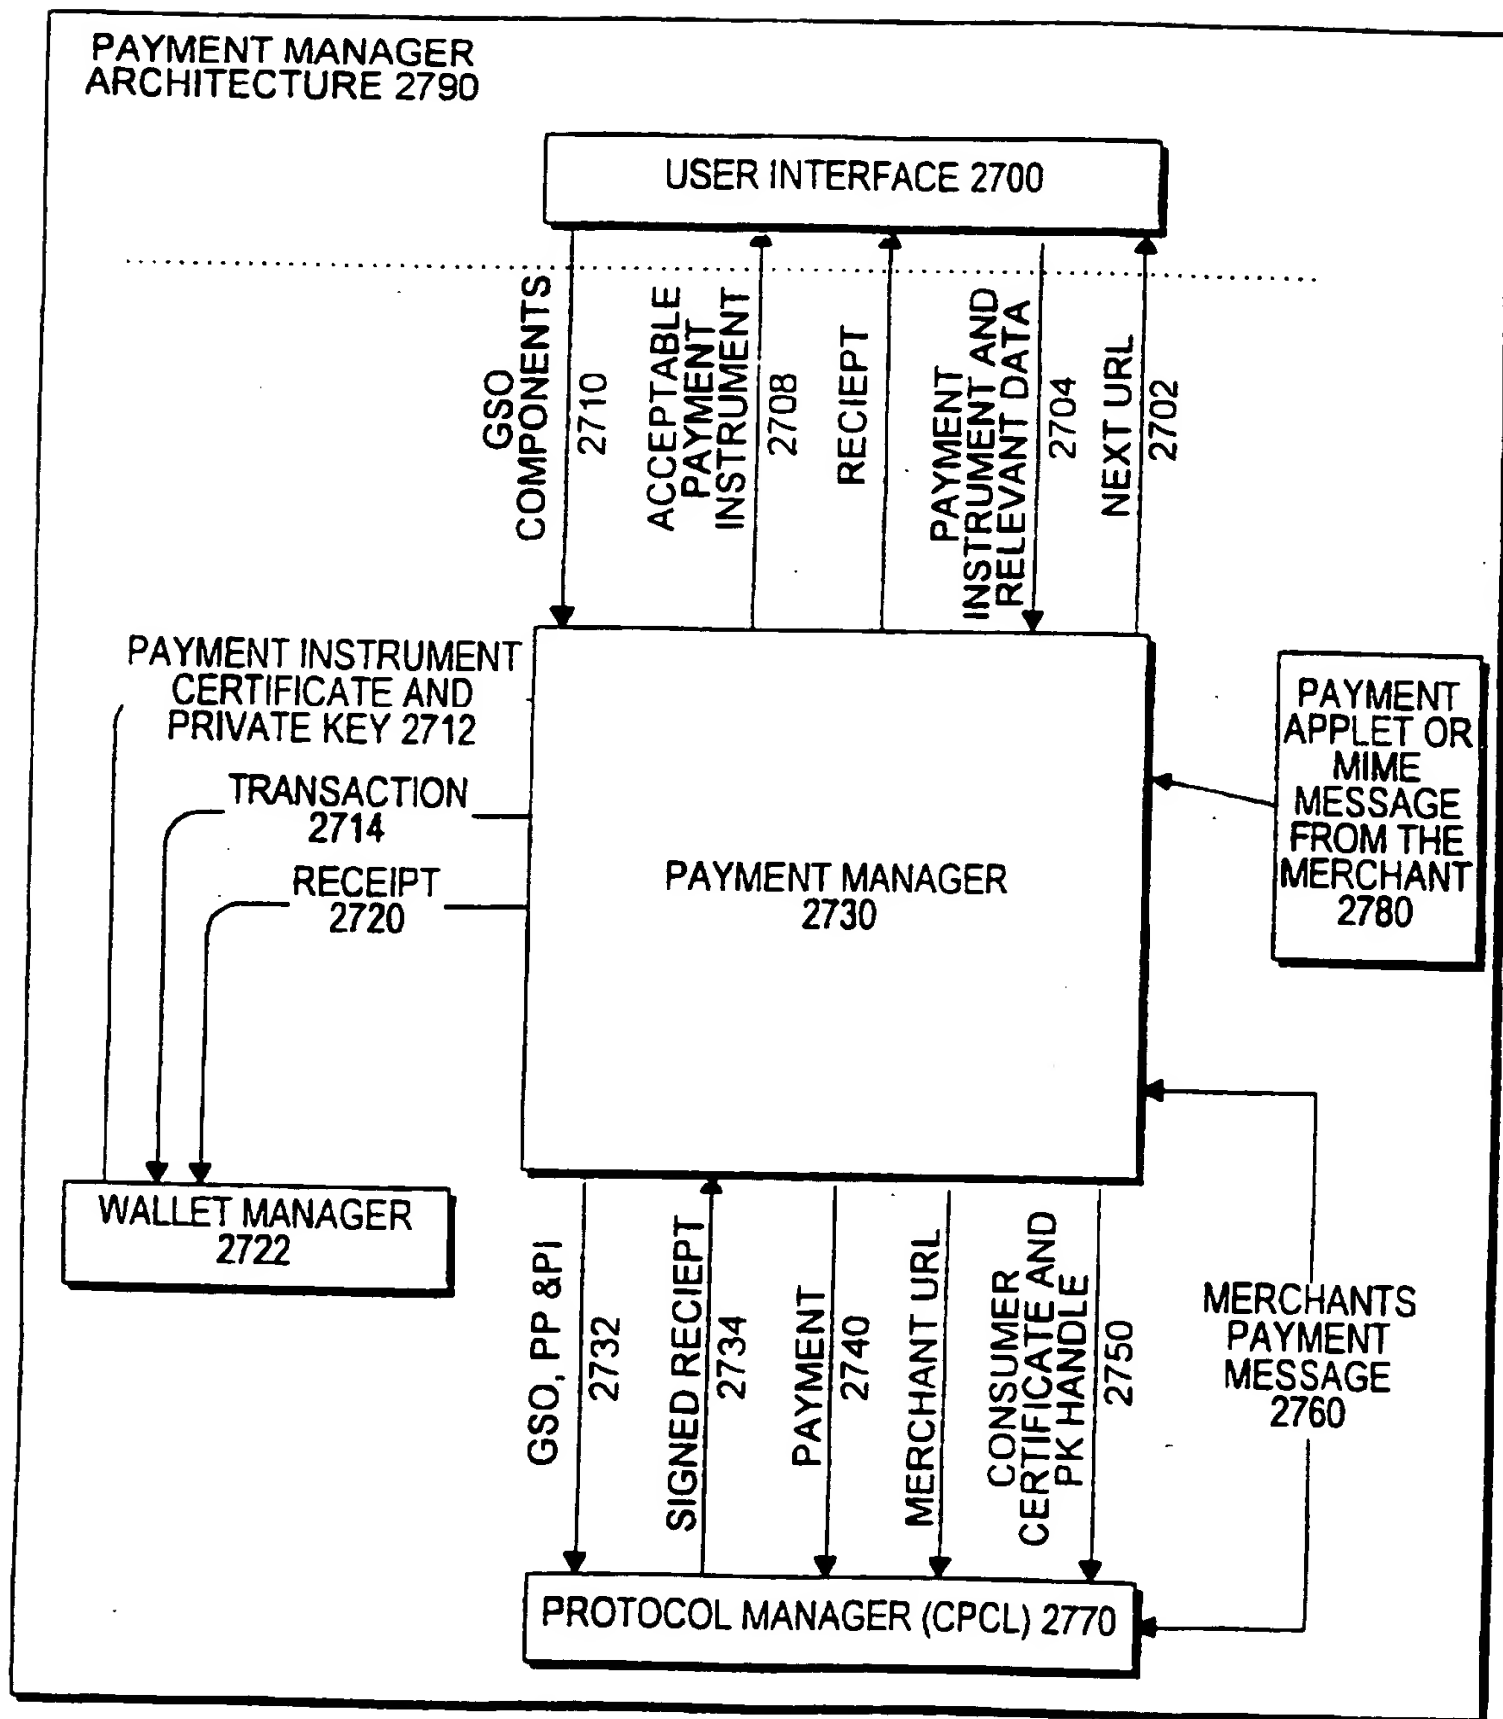 PAYMENT MANAGER
ARCHITECTURE 2790
USER INTERFACE 2700
GSO
COMPONENTS
2710
ACCEPTABLE
PAYMENT
INSTRUMENT
2708
RECIEPT
PAYMENT
INSTRUMENT AND
RELEVANT DATA
2704
NEXT URL
2702
PAYMENT INSTRUMENT
CERTIFICATE AND
PRIVATE KEY 2712
TRANSACTION
2714
RECEIPT
2720
PAYMENT MANAGER
2730
PAYMENT
APPLET OR
MIME
MESSAGE
FROM THE
MERCHANT
2780
WALLET MANAGER
2722
GSO, PP &PI
2732
SIGNED RECIEPT
2734
PAYMENT
2740
MERCHANT URL
CONSUMER
CERTIFICATE AND
PK HANDLE
2750
MERCHANTS
PAYMENT
MESSAGE
2760
PROTOCOL MANAGER (CPCL) 2770